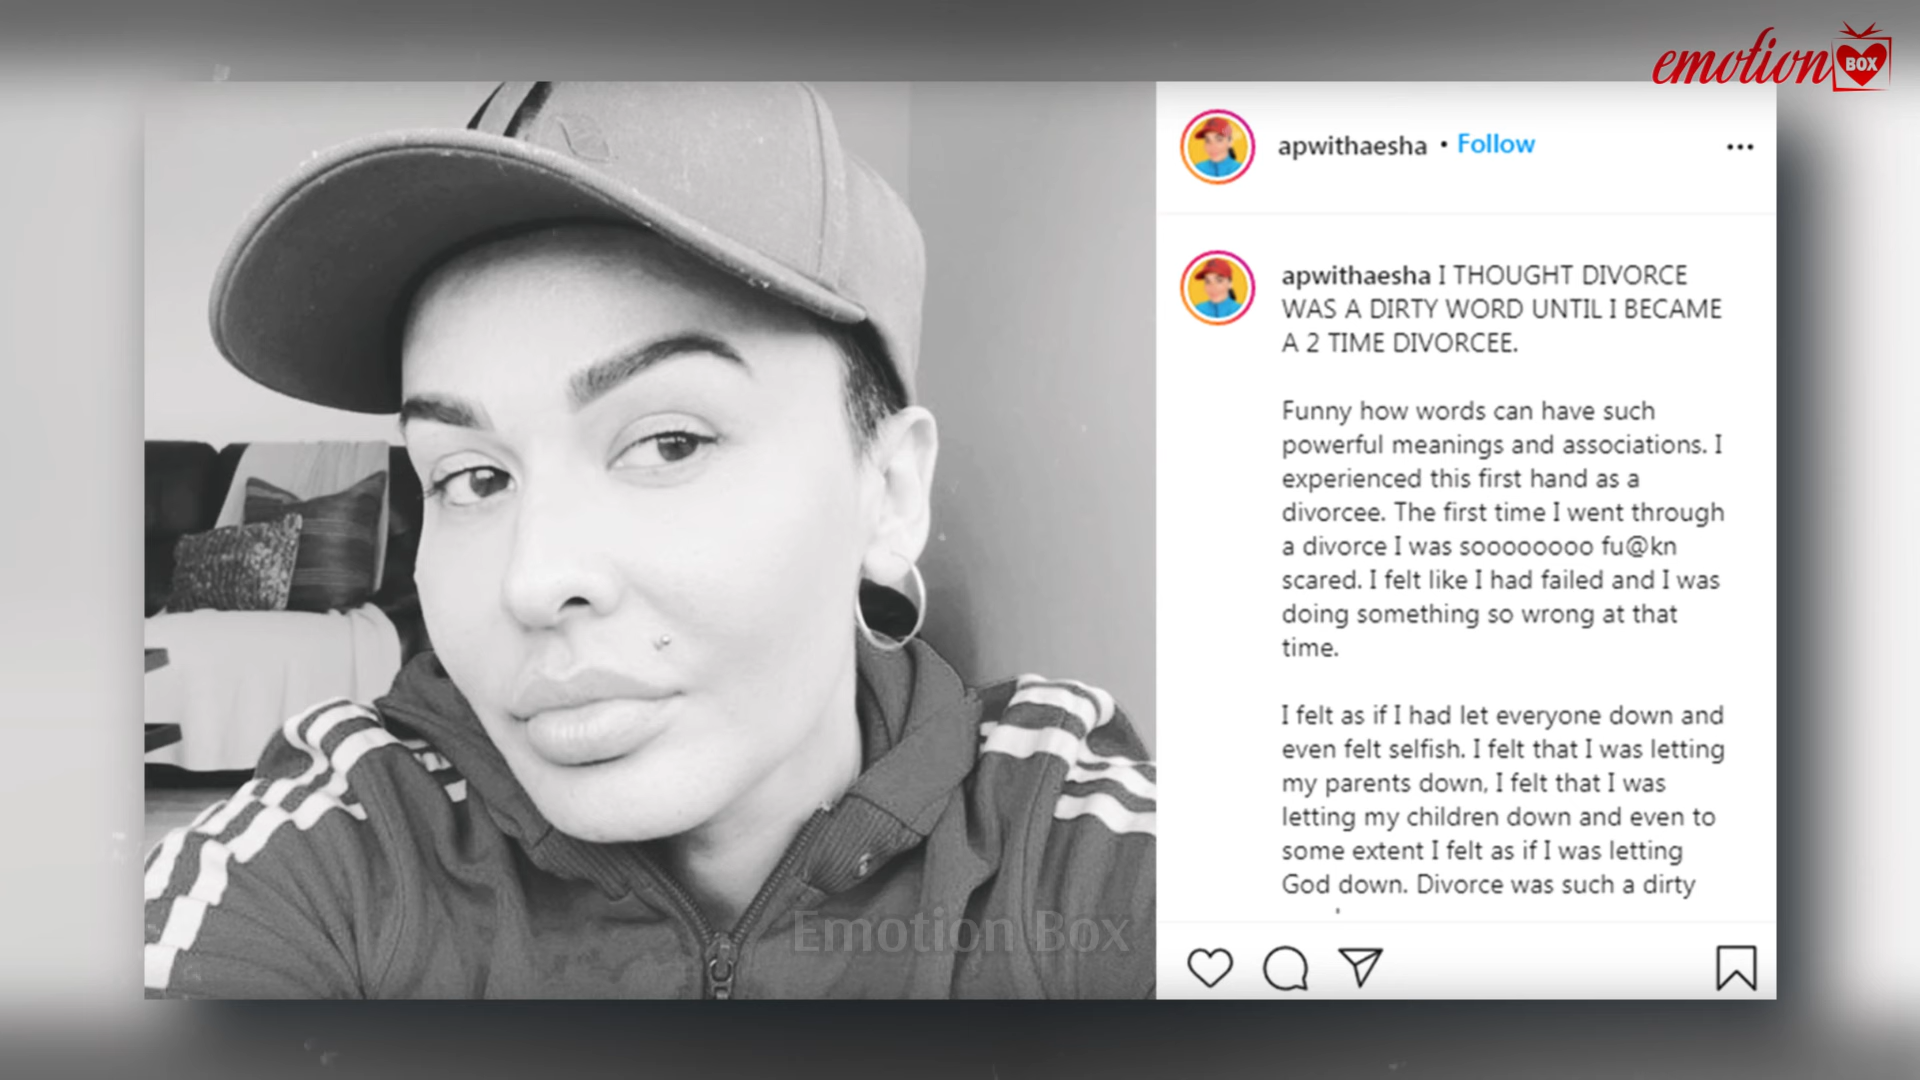 emotion BOX
apwithaesha • Follow
apwithaesha I THOUGHT DIVORCE
WAS A DIRTY WORD UNTIL I BECAME
A 2 TIME DIVORCEE.
Funny how words can have such
powerful meanings and associations. I
experienced this first hand as a
divorcee. The first time I went through
a divorce I was soooooooo fu@kn
scared. I felt like I had failed and I was
doing something so wrong at that
time.
I felt as if I had let everyone down and
even felt selfish. I felt that I was letting
my parents down, I felt that I was
letting my children down and even to
some extent I felt as if I was letting
God down. Divorce was such a dirty
Emotion Box